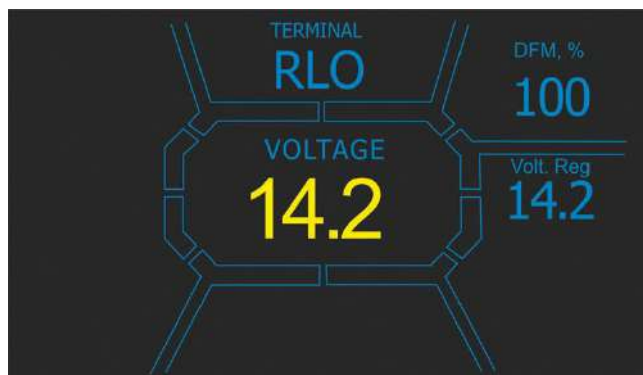 TERMINAL
RLO
VOLTAGE
14.2
DFM, %
100
Volt. Reg
14.2